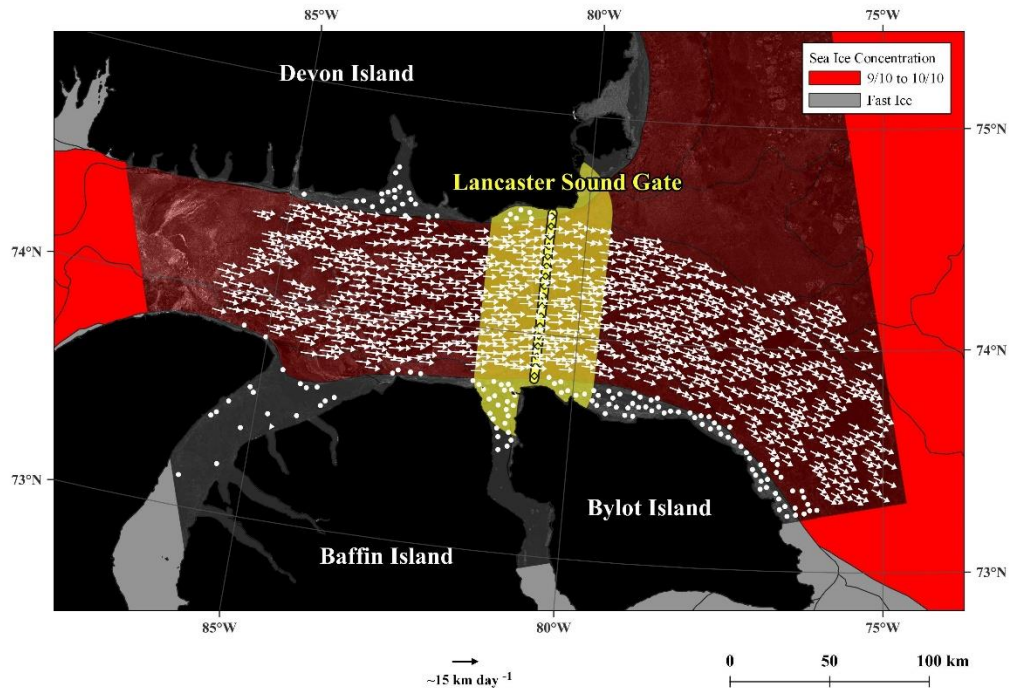 85°W 80°W 75°W
Sea Ice Concentration
9/10 to 10/10
Fast Ice
Devon Island
75°N
Lancaster Sound Gate
74°N
74°N
73°N
Bylot Island
Baffin Island
73°N
85°W 80°W 75°W
~15 km day -1
0 50 100 km